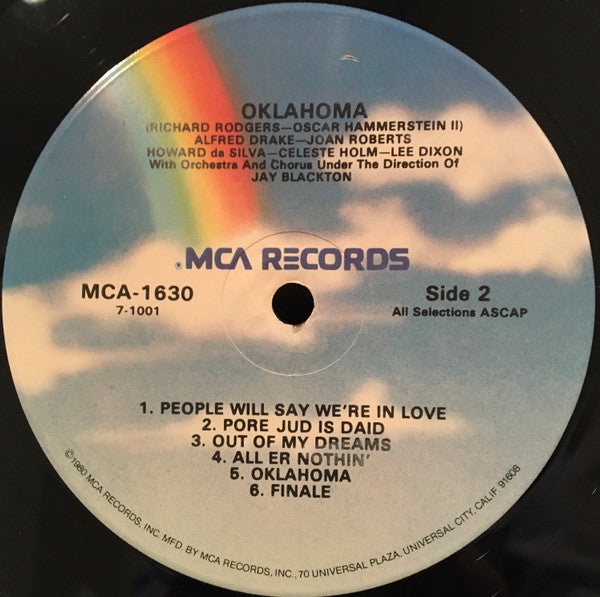 OKLAHOMA
(RICHARD RODGERS—OSCAR HAMMERSTEIN II)
ALFRED DRAKE—JOAN ROBERTS
HOWARD da SILVA—CELESTE HOLM—LEE DIXON
With Orchestra And Chorus Under The Direction Of
JAY BLACKTON
®MCA RECORDS
MCA-1630
7-1001
Side 2
All Selections ASCAP
1. PEOPLE WILL SAY WE'RE IN LOVE
2. PORE JUD IS DAID
3. OUT OF MY DREAMS
4. ALL ER NOTHIN'
5. OKLAHOMA
6. FINALE
©1980 MCA RECORDS, INC. MFD. BY MCA RECORDS, INC., 70 UNIVERSAL PLAZA, UNIVERSAL CITY, CALIF. 91608